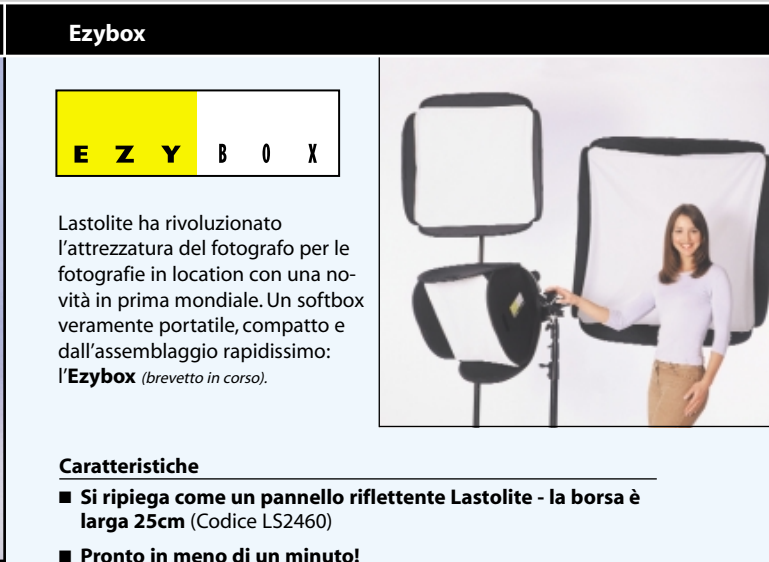 Ezybox
E Z Y B O X
Lastolite ha rivoluzionato
l'attrezzatura del fotografo per le
fotografie in location con una no-
vità in prima mondiale. Un softbox
veramente portatile, compatto e
dall'assemblaggio rapidissimo:
l'Ezybox (brevetto in corso).
Caratteristiche
■ Si ripiega come un pannello riflettente Lastolite - la borsa è
larga 25cm (Codice LS2460)
■ Pronto in meno di un minuto!